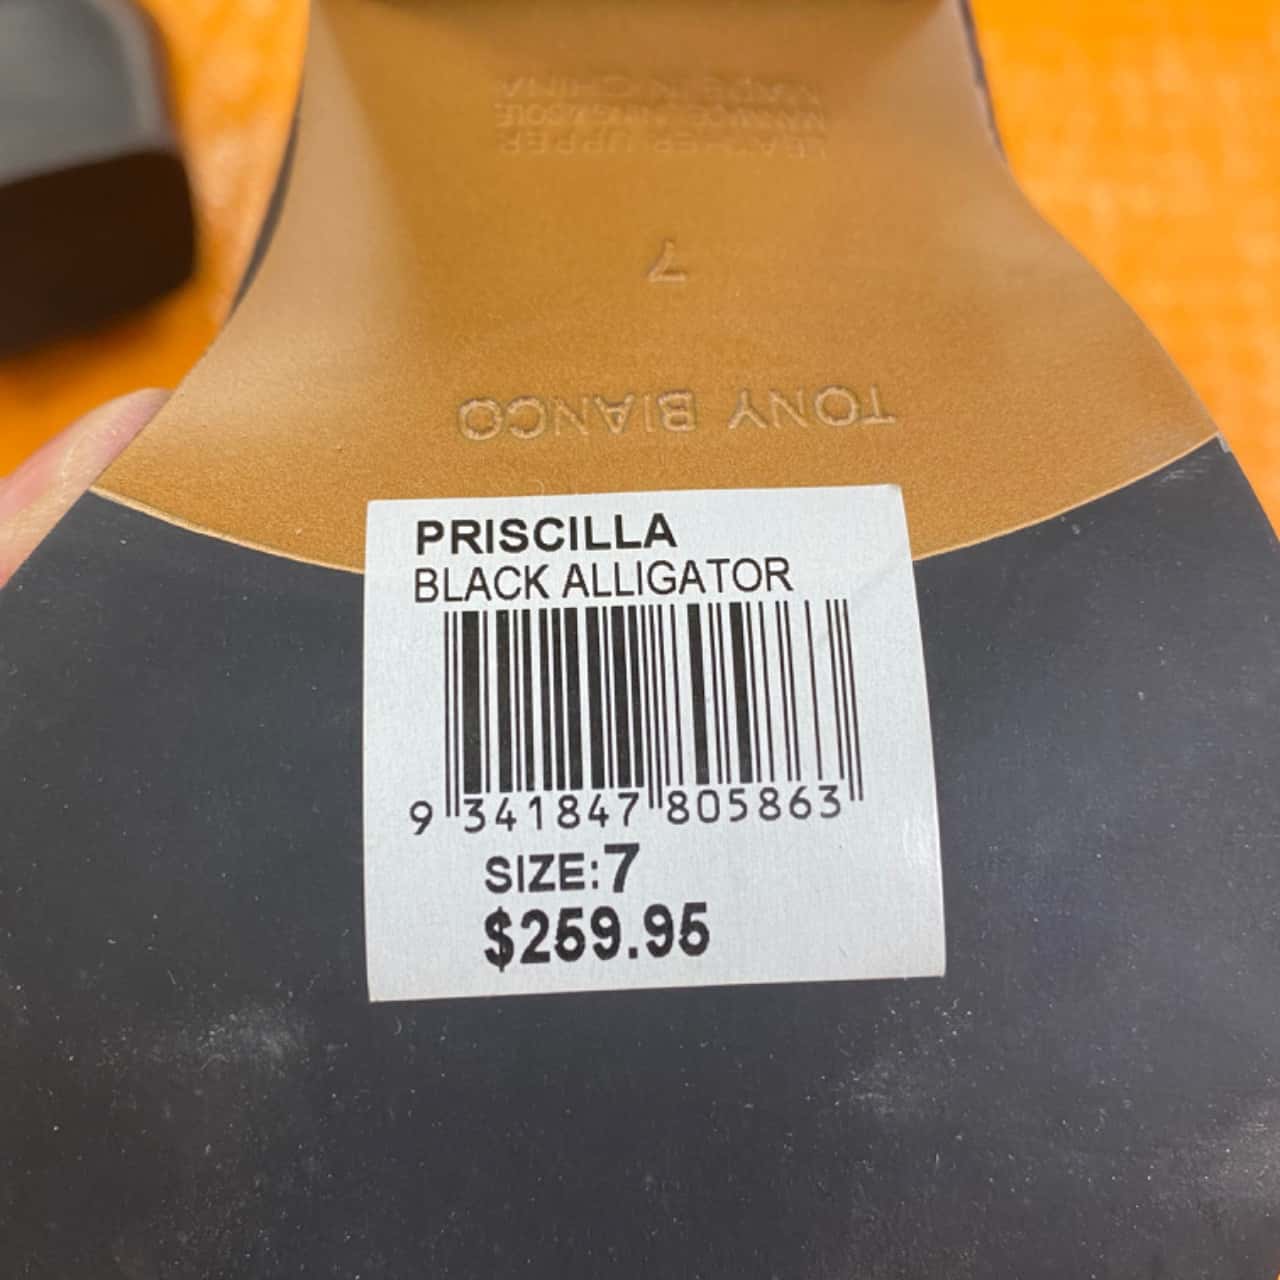 LEATHER UPPER
MANMADE LINING & SOLE
MADE IN CHINA
7
TONY BIANCO
PRISCILLA
BLACK ALLIGATOR
9 341847 805863
SIZE:7
$259.95